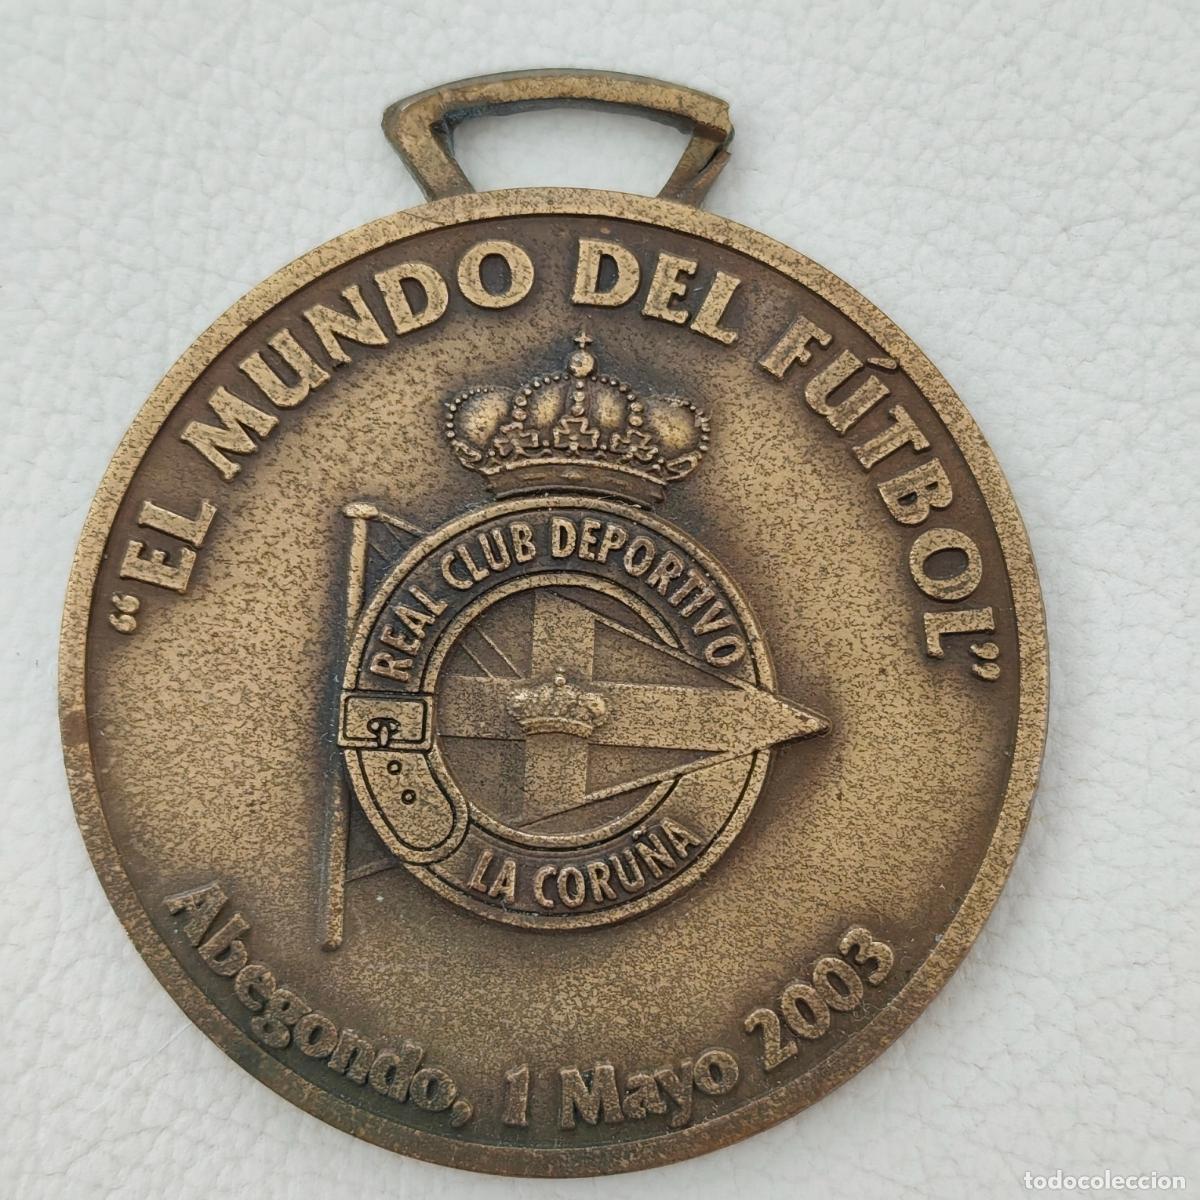 "EL MUNDO DEL FÚTBOL"
REAL CLUB DEPORTIVO
LA CORUÑA
Abegondo, 1 Mayo 2003
todocoleccion